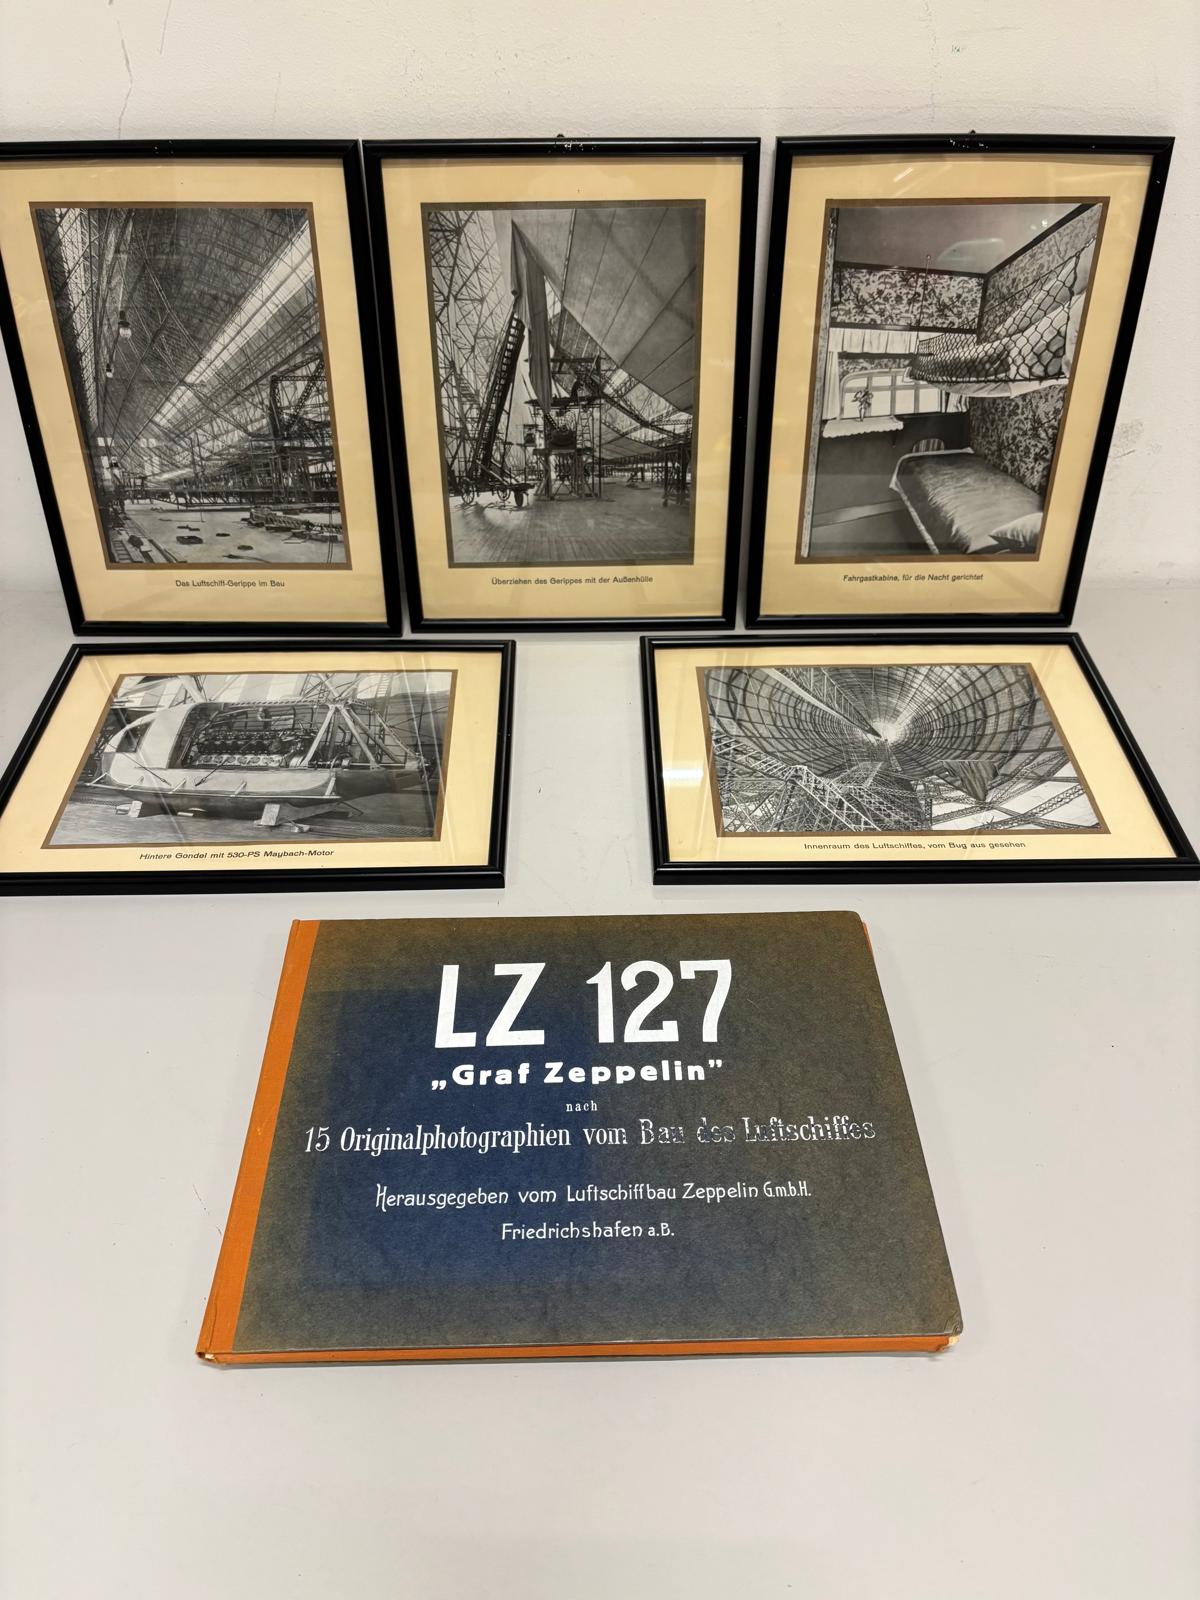 Das Luftschiff-Gerippe im Bau
Überziehen des Gerippes mit der Außenhülle
Fahrgastkabine, für die Nacht gerichtet
Hintere Gondel mit 530-PS Maybach-Motor
Innenraum des Luftschiffes, vom Bug aus gesehen
LZ 127
„Graf Zeppelin”
nach
15 Originalphotographien vom Bau des Luftschiffes
Herausgegeben vom Luftschiffbau Zeppelin G.m.b.H.
Friedrichshafen a.B.